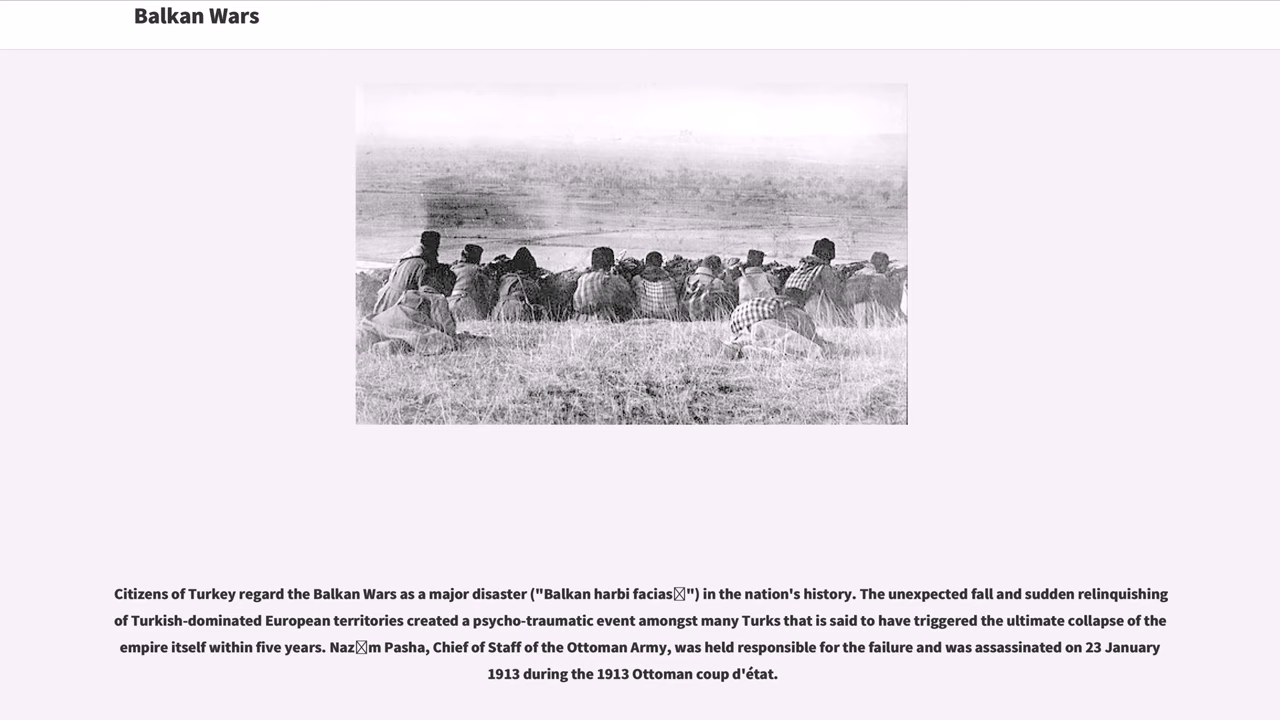 Balkan Wars
Citizens of Turkey regard the Balkan Wars as a major disaster ("Balkan harbi facias☒") in the nation's history. The unexpected fall and sudden relinquishing
of Turkish-dominated European territories created a psycho-traumatic event amongst many Turks that is said to have triggered the ultimate collapse of the
empire itself within five years. Naz☒m Pasha, Chief of Staff of the Ottoman Army, was held responsible for the failure and was assassinated on 23 January
1913 during the 1913 Ottoman coup d'état.